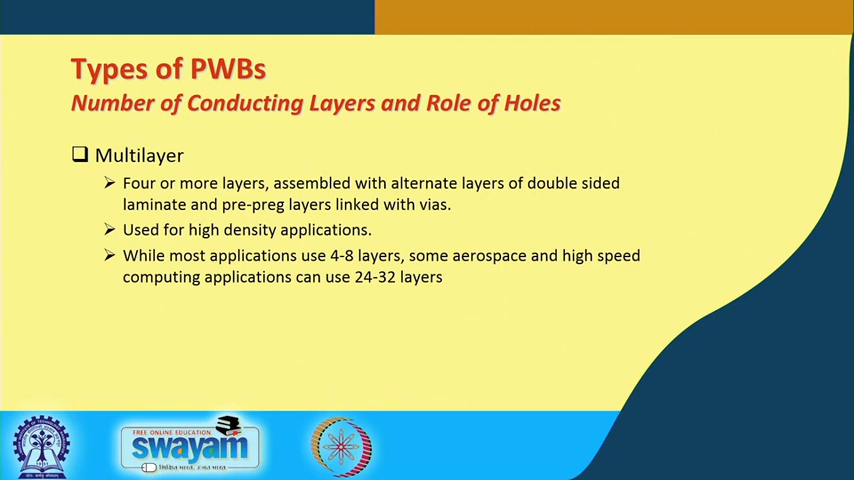 Types of PWBs
Number of Conducting Layers and Role of Holes
Multilayer
Four or more layers, assembled with alternate layers of double sided
laminate and pre-preg layers linked with vias.
Used for high density applications.
While most applications use 4-8 layers, some aerospace and high speed
computing applications can use 24-32 layers
FREE ONLINE EDUCATION
swayam